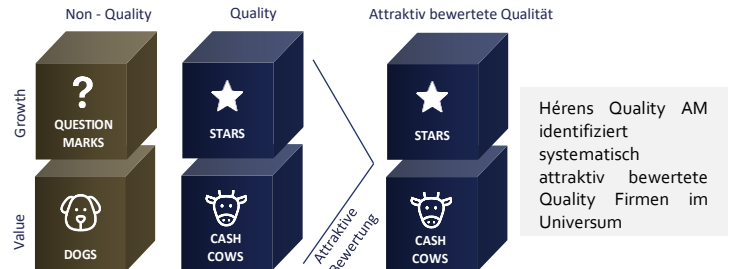 Non - Quality
Quality
Attraktiv bewertete Qualität
Growth
?
QUESTION
MARKS
STARS
STARS
Value
DOGS
CASH
COWS
Attraktive
Bewertung
CASH
COWS
Hérens Quality AM
identifiziert
systematisch
attraktiv bewertete
Quality Firmen im
Universum